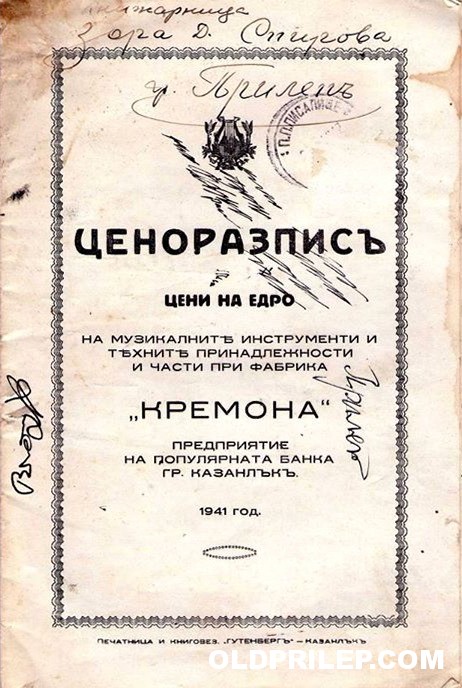 книжарница
Зора Д. Спирова
гр. Прилепъ
ЦЕНОРАЗПИСЪ
ЦЕНИ НА ЕДРО
НА МУЗИКАЛНИТѢ ИНСТРУМЕНТИ И
ТѢХНИТѢ ПРИНАДЛЕЖНОСТИ
И ЧАСТИ ПРИ ФАБРИКА
„КРЕМОНА“
ПРЕДПРИЯТИЕ
НА ПОПУЛЯРНАТА БАНКА
ГР. КАЗАНЛЪКЪ.
1941 ГОД.
ПЕЧАТНИЦА И КНИГОВЕЗ. „ГУТЕНБЕРГЪ“ – КАЗАНЛЪКЪ
OLDPRILEP.COM